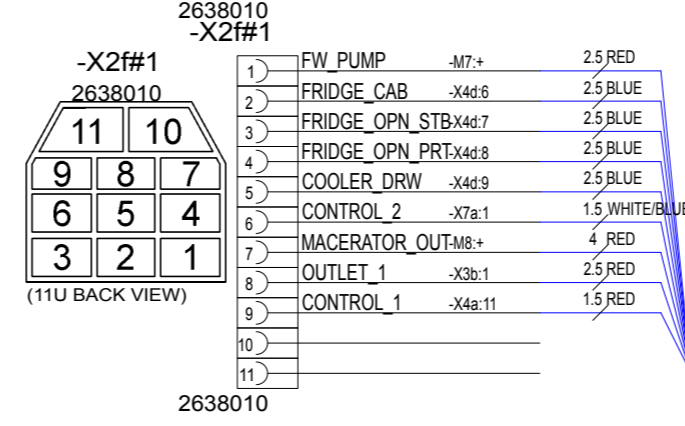 2638010
-X2f#1
-X2f#1
2638010
11 10
9 8 7
6 5 4
3 2 1
(11U BACK VIEW)
1 FW_PUMP -M7:+ 2.5 RED
2 FRIDGE_CAB -X4d:6 2.5 BLUE
3 FRIDGE_OPN_STB -X4d:7 2.5 BLUE
4 FRIDGE_OPN_PRT -X4d:8 2.5 BLUE
5 COOLER_DRW -X4d:9 2.5 BLUE
6 CONTROL_2 -X7a:1 1.5 WHITE/BLUE
7 MACERATOR_OUT -M8:+ 4 RED
8 OUTLET_1 -X3b:1 2.5 RED
9 CONTROL_1 -X4a:11 1.5 RED
10
11
2638010